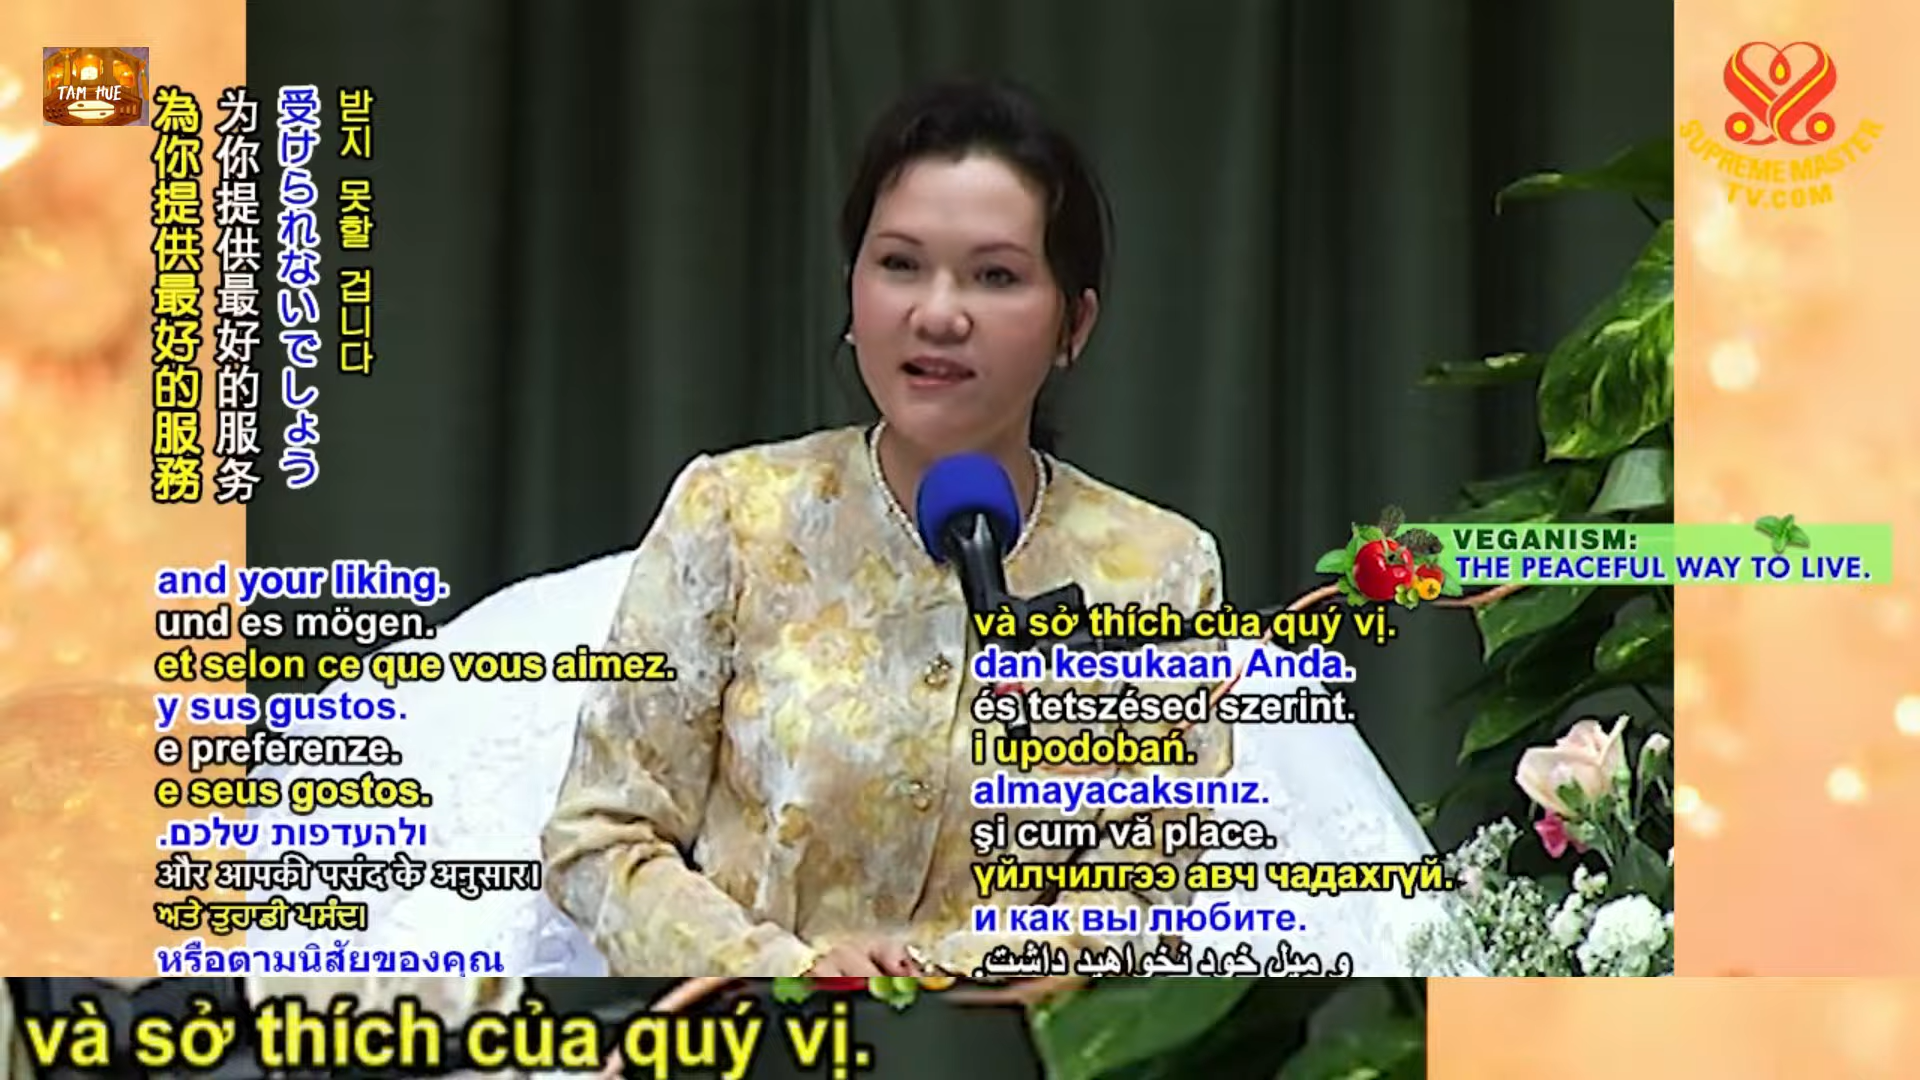 TAM HUE
為你提供最好的服務
为你提供最好的服务
受けられないでしょう
받지 못할 겁니다
SUPREME MASTER
TV.COM
VEGANISM:
THE PEACEFUL WAY TO LIVE.
and your liking.
und es mögen.
et selon ce que vous aimez.
y sus gustos.
e preferenze.
e seus gostos.
ולהעדפות שלכם.
और आपकी पसंद के अनुसार।
ਅਤੇ ਤੁਹਾਡੀ ਪਸੰਦ।
หรือตามนิสัยของคุณ
và sở thích của quý vị.
dan kesukaan Anda.
és tetszésed szerint.
i upodobań.
almayacaksınız.
și cum vă place.
үйлчилгээ авч чадахгүй.
и как вы любите.
و میل خود نخواهید داشت.
và sở thích của quý vị.